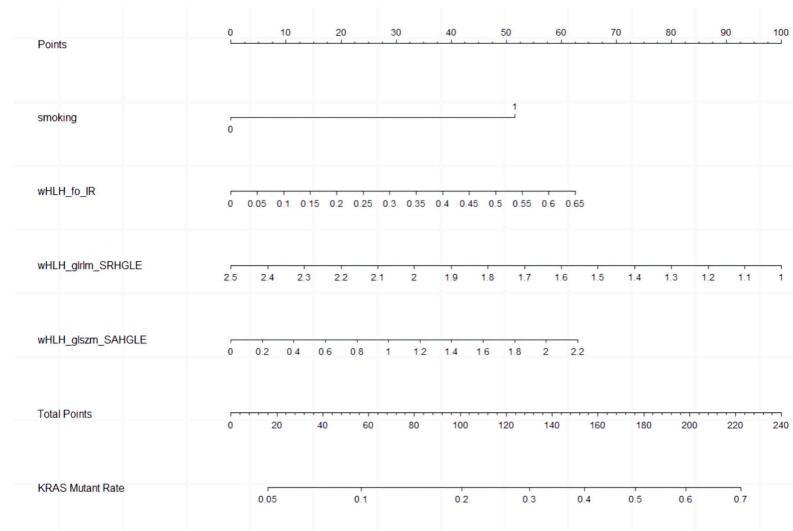 Points 0 10 20 30 40 50 60 70 80 90 100
smoking 0 1
wHLH_fo_IR 0 0.05 0.1 0.15 0.2 0.25 0.3 0.35 0.4 0.45 0.5 0.55 0.6 0.65
wHLH_glrlm_SRHGLE 2.5 2.4 2.3 2.2 2.1 2 1.9 1.8 1.7 1.6 1.5 1.4 1.3 1.2 1.1 1
wHLH_glszm_SAHGLE 0 0.2 0.4 0.6 0.8 1 1.2 1.4 1.6 1.8 2 2.2
Total Points 0 20 40 60 80 100 120 140 160 180 200 220 240
KRAS Mutant Rate 0.05 0.1 0.2 0.3 0.4 0.5 0.6 0.7